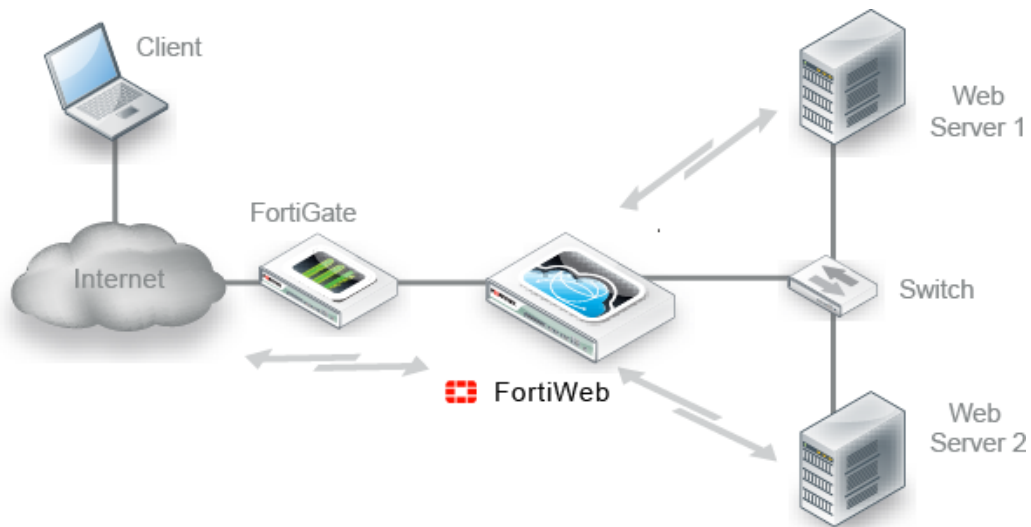 Client
Web
Server 1
FortiGate
Internet
Switch
FortiWeb
Web
Server 2